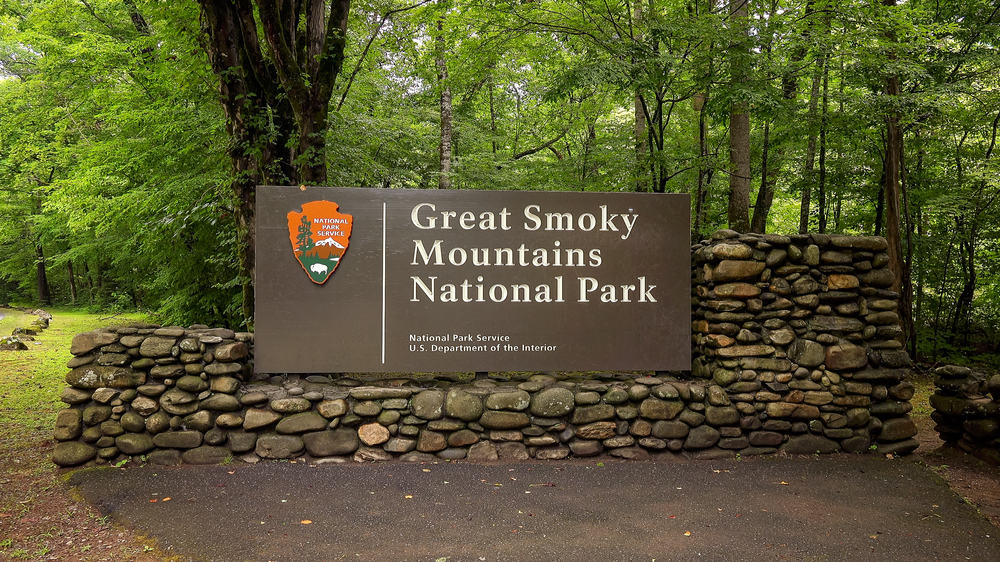 NATIONAL
PARK
SERVICE
Great Smoky
Mountains
National Park
National Park Service
U.S. Department of the Interior